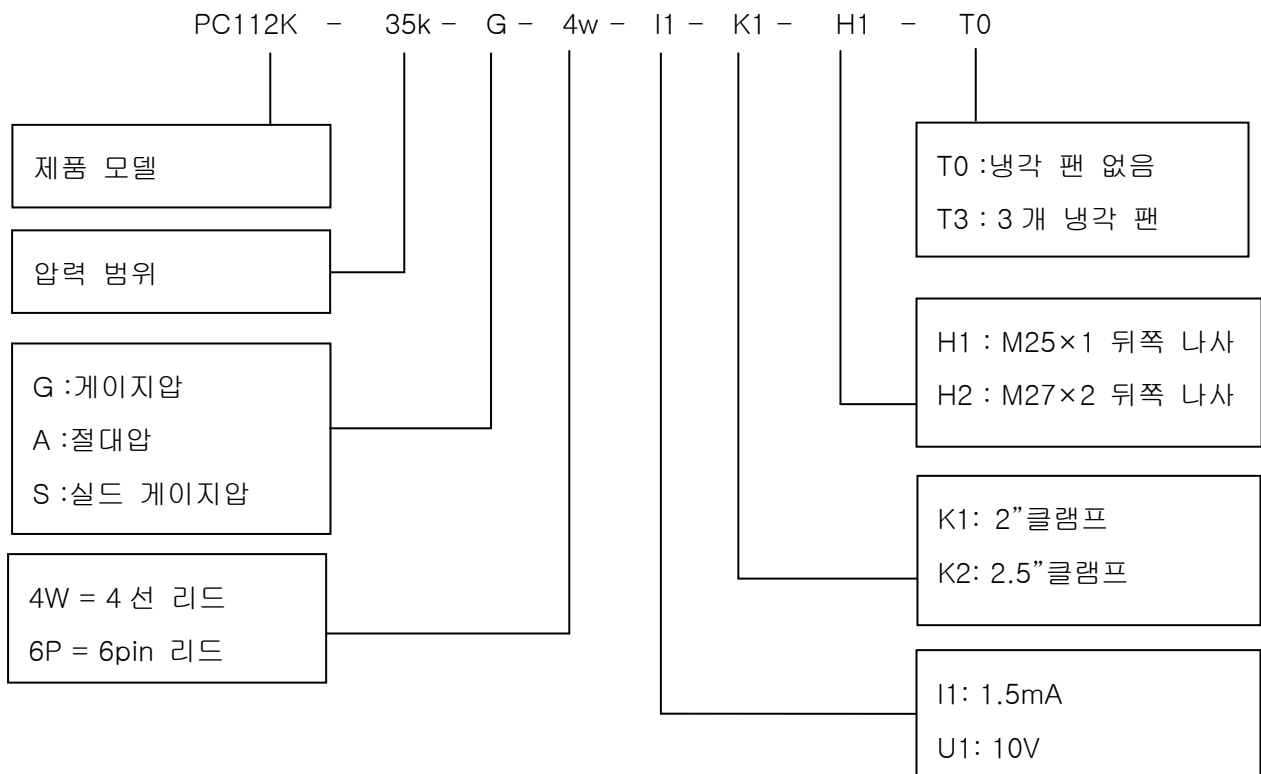 PC112K - 35k - G - 4w - I1 - K1 - H1 - T0
제품 모델
압력 범위
G :게이지압
A :절대압
S :실드 게이지압
4W = 4 선 리드
6P = 6pin 리드
T0 :냉각 팬 없음
T3 : 3 개 냉각 팬
H1 : M25×1 뒤쪽 나사
H2 : M27×2 뒤쪽 나사
K1: 2”클램프
K2: 2.5”클램프
I1: 1.5mA
U1: 10V